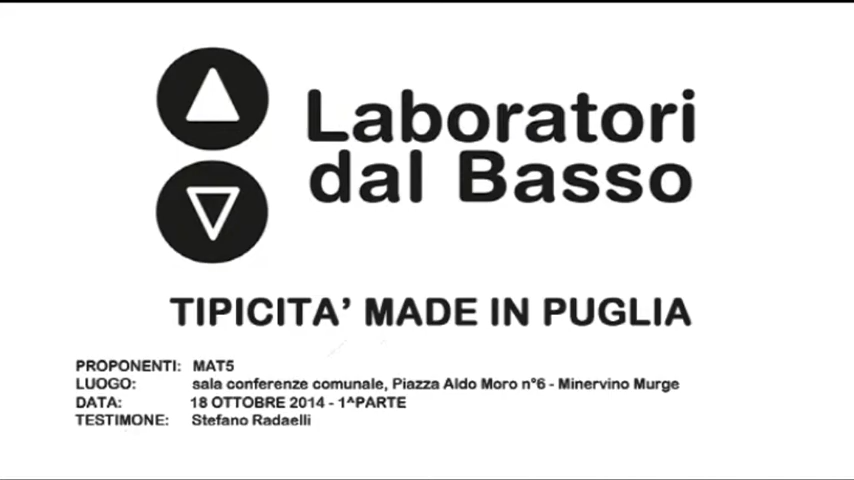 Laboratori
dal Basso
TIPICITA' MADE IN PUGLIA
PROPONENTI: MAT5
LUOGO: sala conferenze comunale, Piazza Aldo Moro n°6 - Minervino Murge
DATA: 18 OTTOBRE 2014 - 1^PARTE
TESTIMONE: Stefano Radaelli